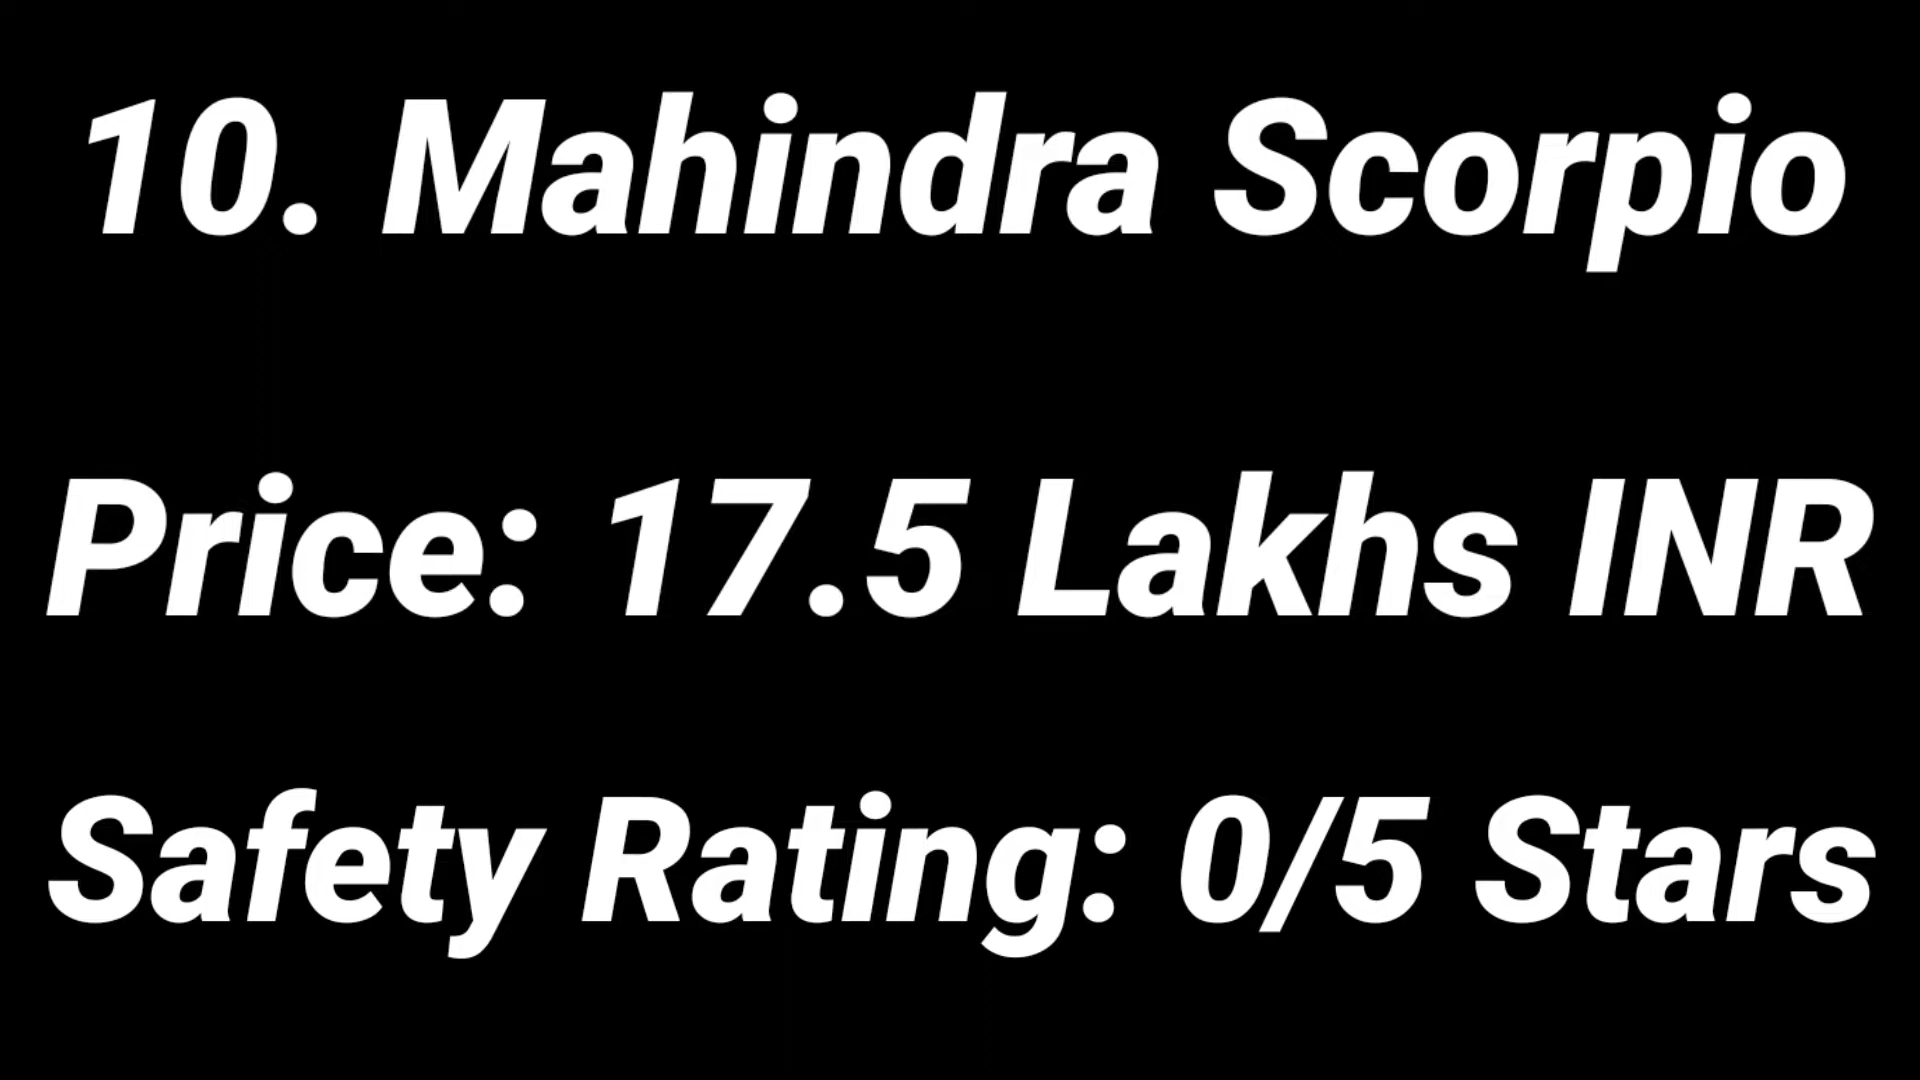 10. Mahindra Scorpio
Price: 17.5 Lakhs INR
Safety Rating: 0/5 Stars